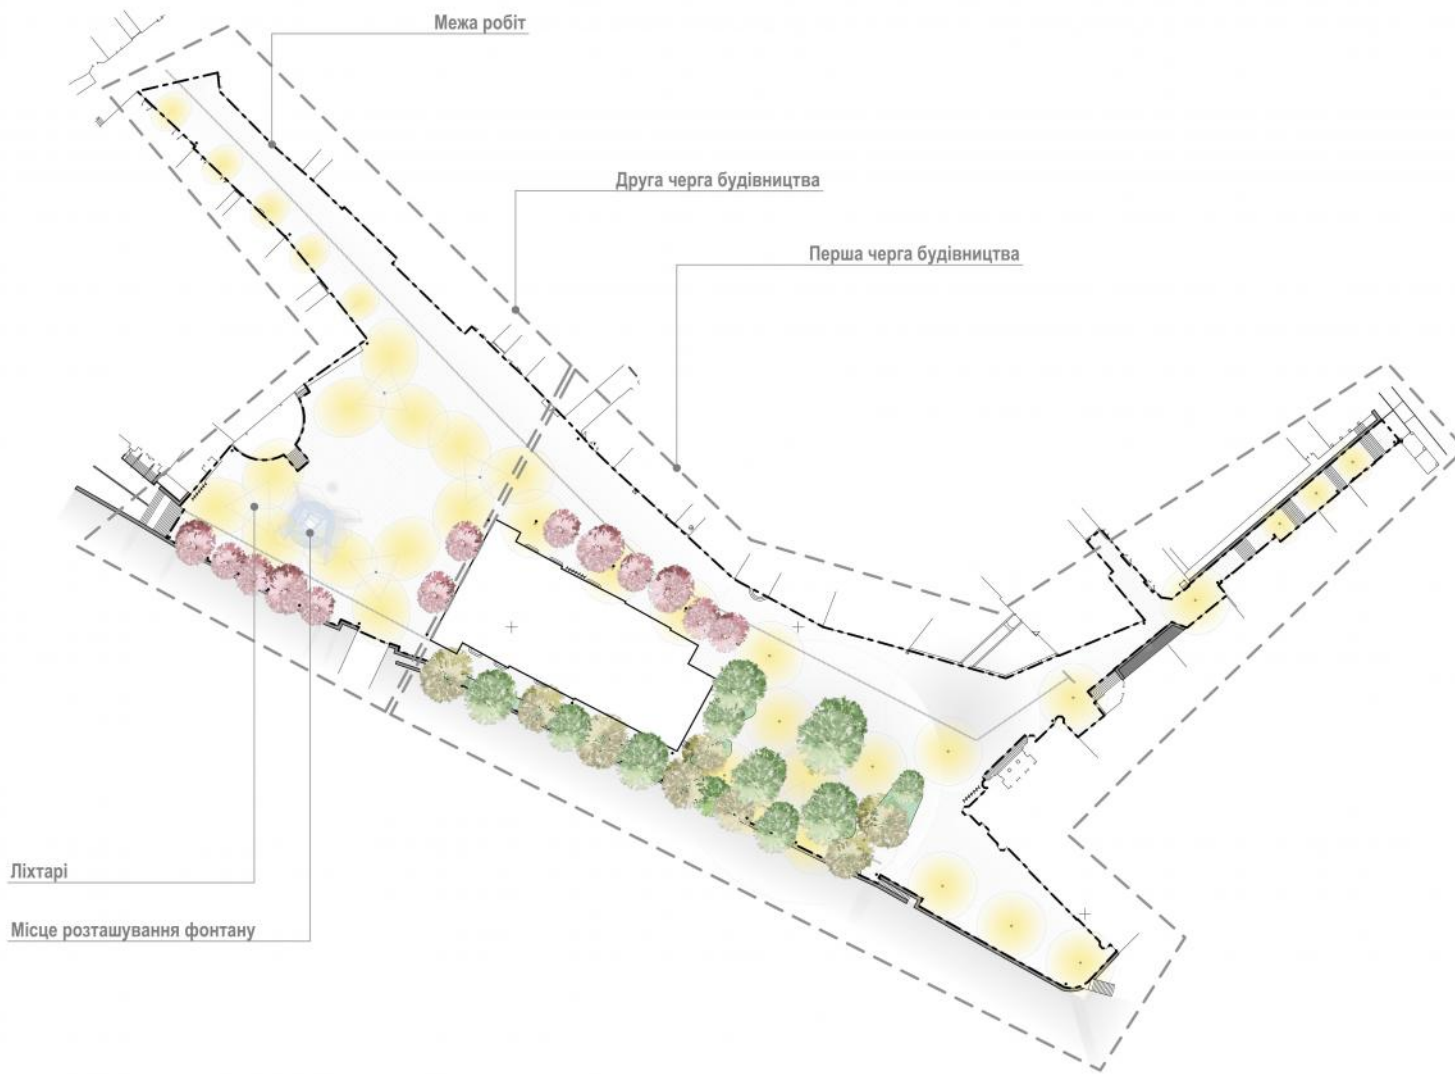 Межа робіт
Друга черга будівництва
Перша черга будівництва
Ліхтарі
Місце розташування фонтану